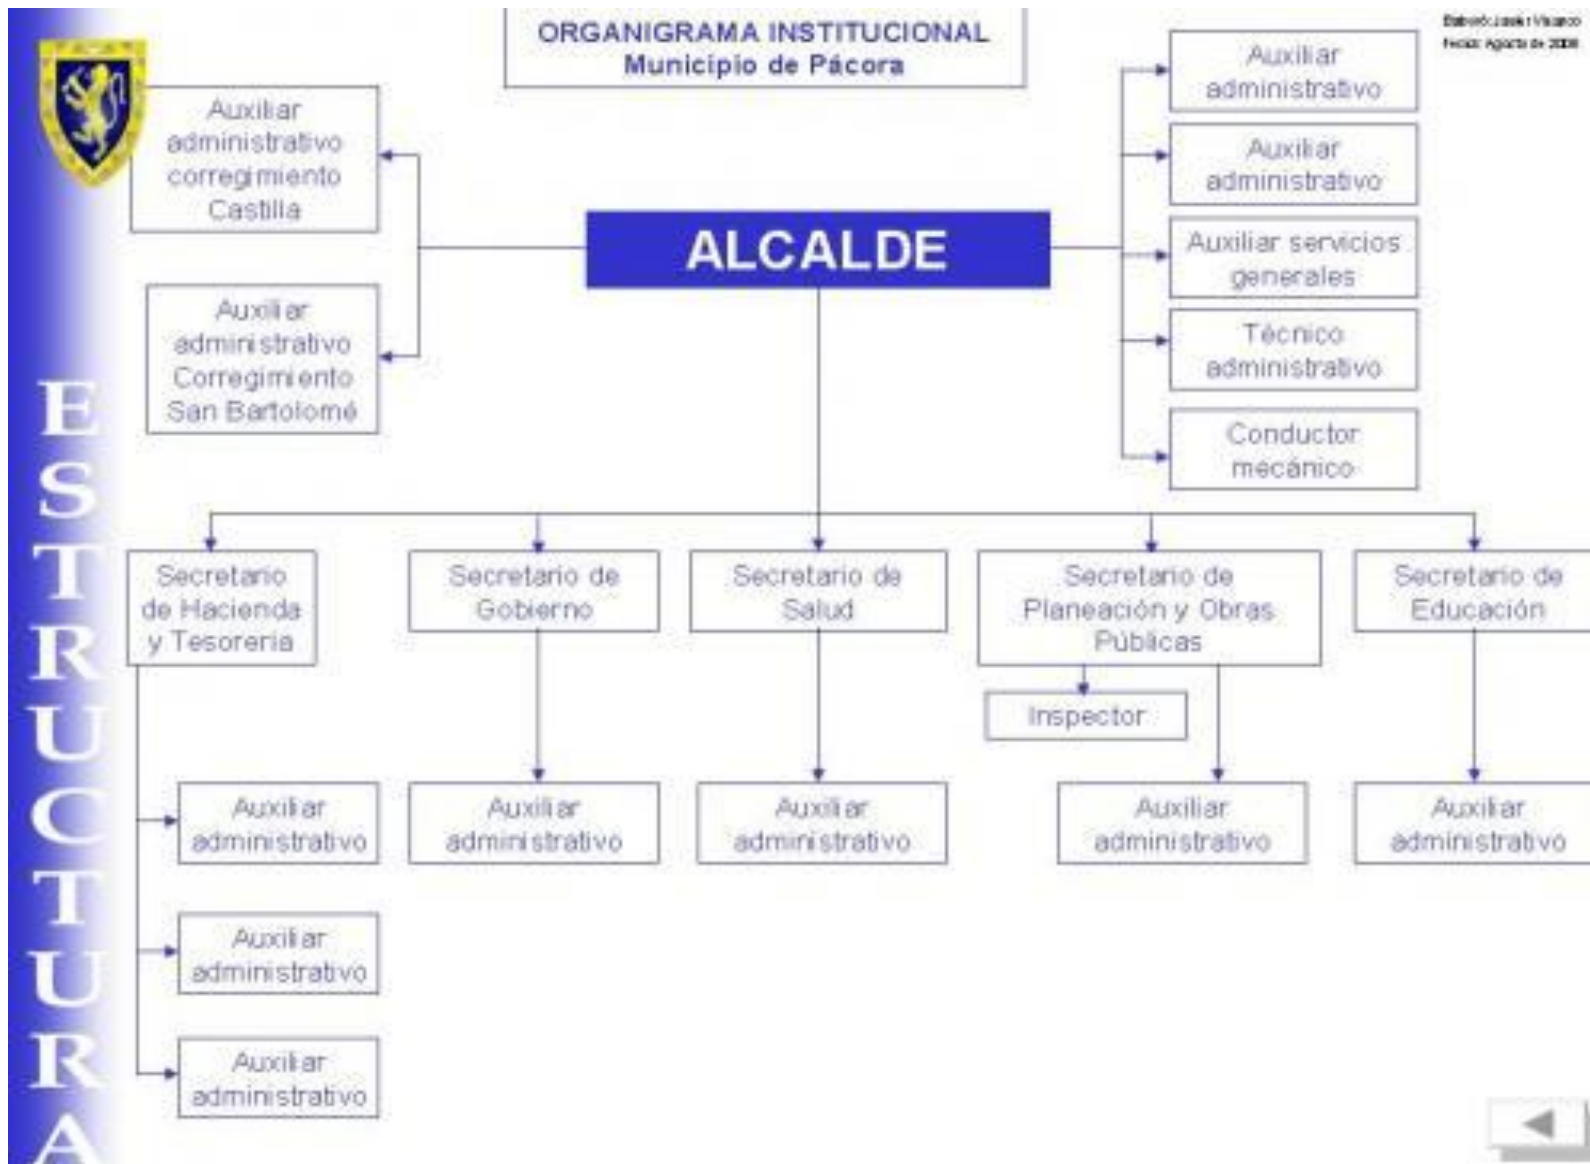 ORGANIGRAMA INSTITUCIONAL
Municipio de Pácora
Agosto de
Auxiliar
administrativo
corregimiento
Castilla
Auxiliar
administrativo
Corregimiento
San Bartolomé
ALCALDE
Auxiliar
administrativo
Auxiliar
administrativo
Auxiliar servicios
generales
Técnico
administrativo
Conductor
mecánico
Secretario
de Hacienda
y Tesoreria
Secretario de
Gobierno
Secretario de
Salud
Secretario de
Planeación y Obras
Públicas
Secretario de
Educación
Inspector
Auxiliar
administrativo
Auxiliar
administrativo
Auxiliar
administrativo
Auxiliar
administrativo
Auxiliar
administrativo
Auxiliar
administrativo
Auxiliar
administrativo
ESTRUCTURA